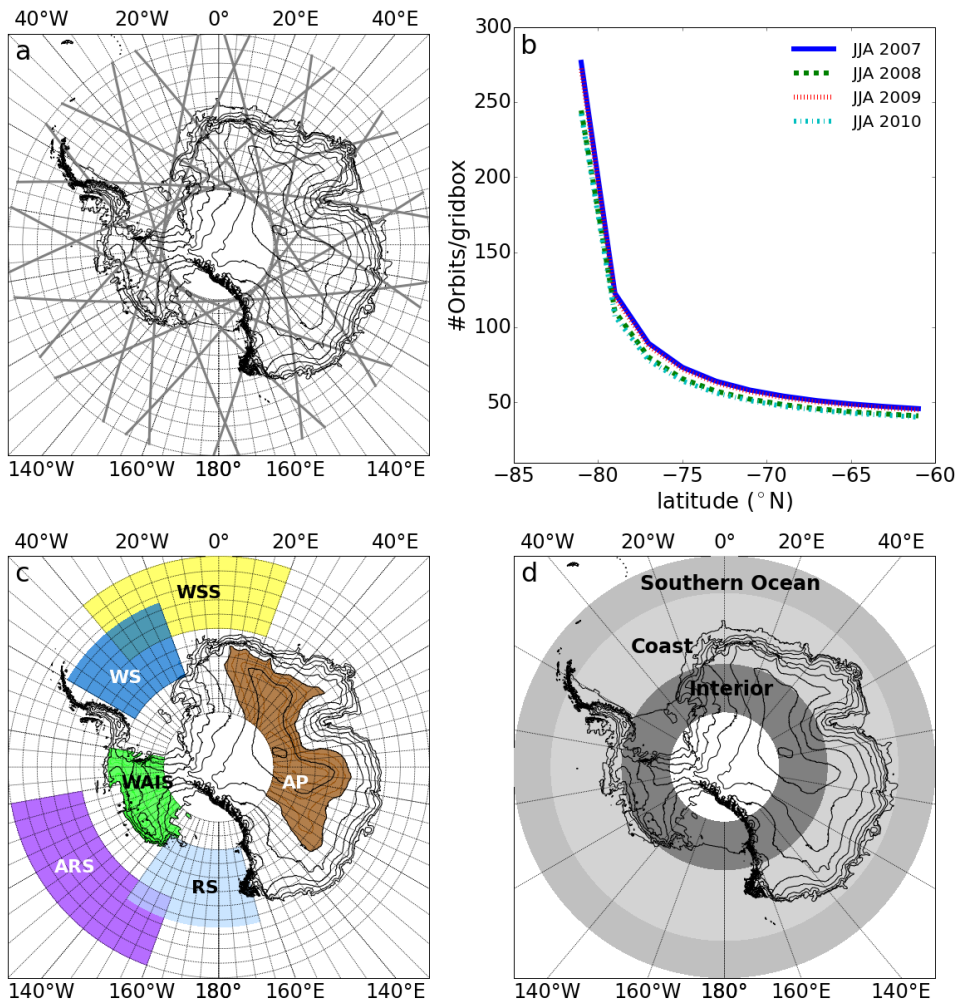 40°W 20°W 0° 20°E 40°E
a
140°W 160°W 180° 160°E 140°E
b
JJA 2007
JJA 2008
JJA 2009
JJA 2010
#Orbits/gridbox
300
250
200
150
100
50
−85 −80 −75 −70 −65 −60
latitude (°N)
40°W 20°W 0° 20°E 40°E
c
WSS
WS
WAIS
AP
ARS
RS
140°W 160°W 180° 160°E 140°E
40°W 20°W 0° 20°E 40°E
d
Southern Ocean
Coast
Interior
140°W 160°W 180° 160°E 140°E